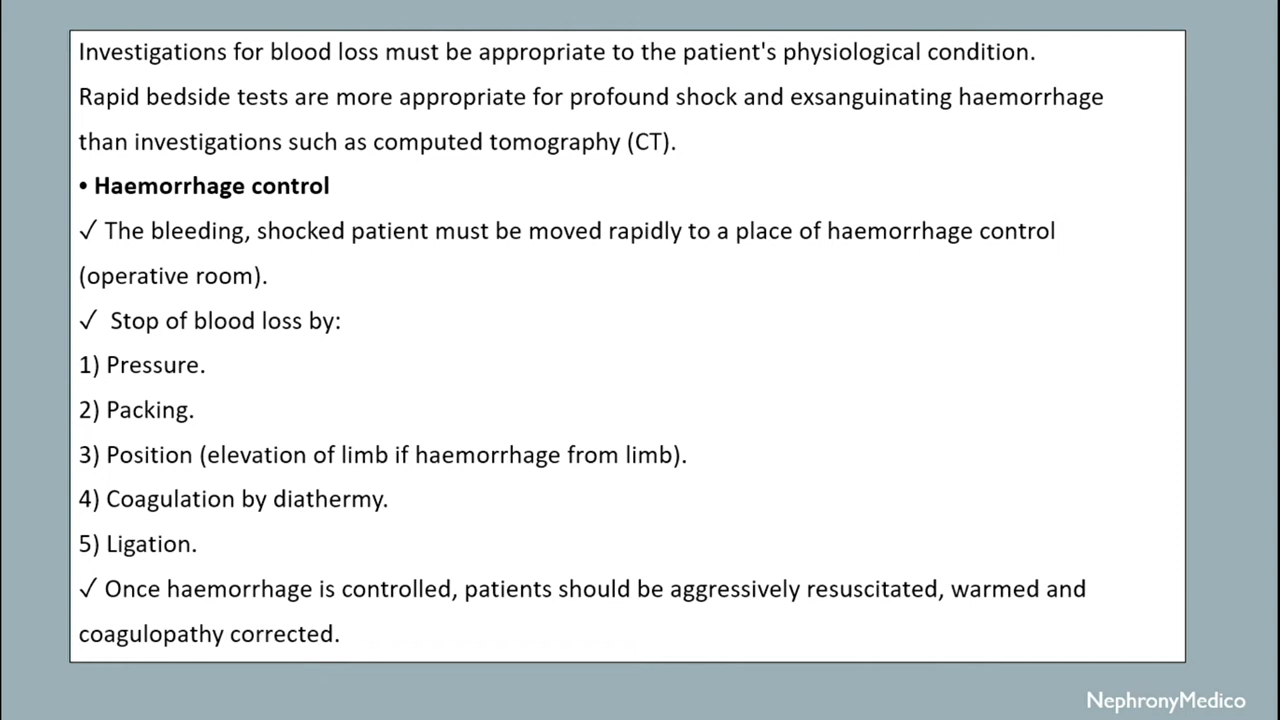 Investigations for blood loss must be appropriate to the patient's physiological condition.
Rapid bedside tests are more appropriate for profound shock and exsanguinating haemorrhage
than investigations such as computed tomography (CT).
• Haemorrhage control
✓ The bleeding, shocked patient must be moved rapidly to a place of haemorrhage control
(operative room).
✓ Stop of blood loss by:
1) Pressure.
2) Packing.
3) Position (elevation of limb if haemorrhage from limb).
4) Coagulation by diathermy.
5) Ligation.
✓ Once haemorrhage is controlled, patients should be aggressively resuscitated, warmed and
coagulopathy corrected.
NephronyMedico